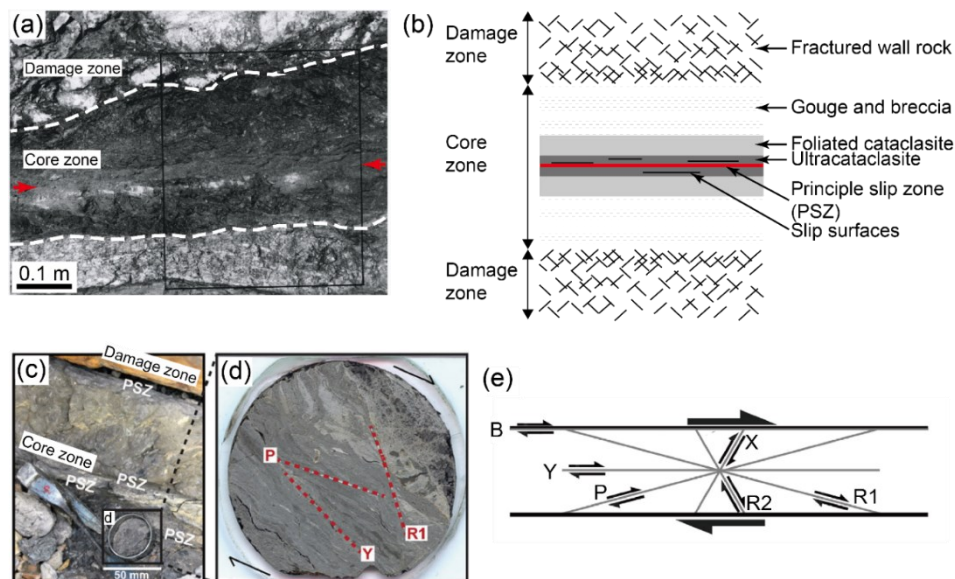 (a)
Damage zone
Core zone
0.1 m
(b)
Damage
zone
Core
zone
Damage
zone
Fractured wall rock
Gouge and breccia
Foliated cataclasite
Ultracataclasite
Principle slip zone
(PSZ)
Slip surfaces
(c)
Damage zone
PSZ
Core zone
PSZ
PSZ
PSZ
d
50 mm
(d)
P
Y
R1
(e)
B
X
Y
P
R2
R1